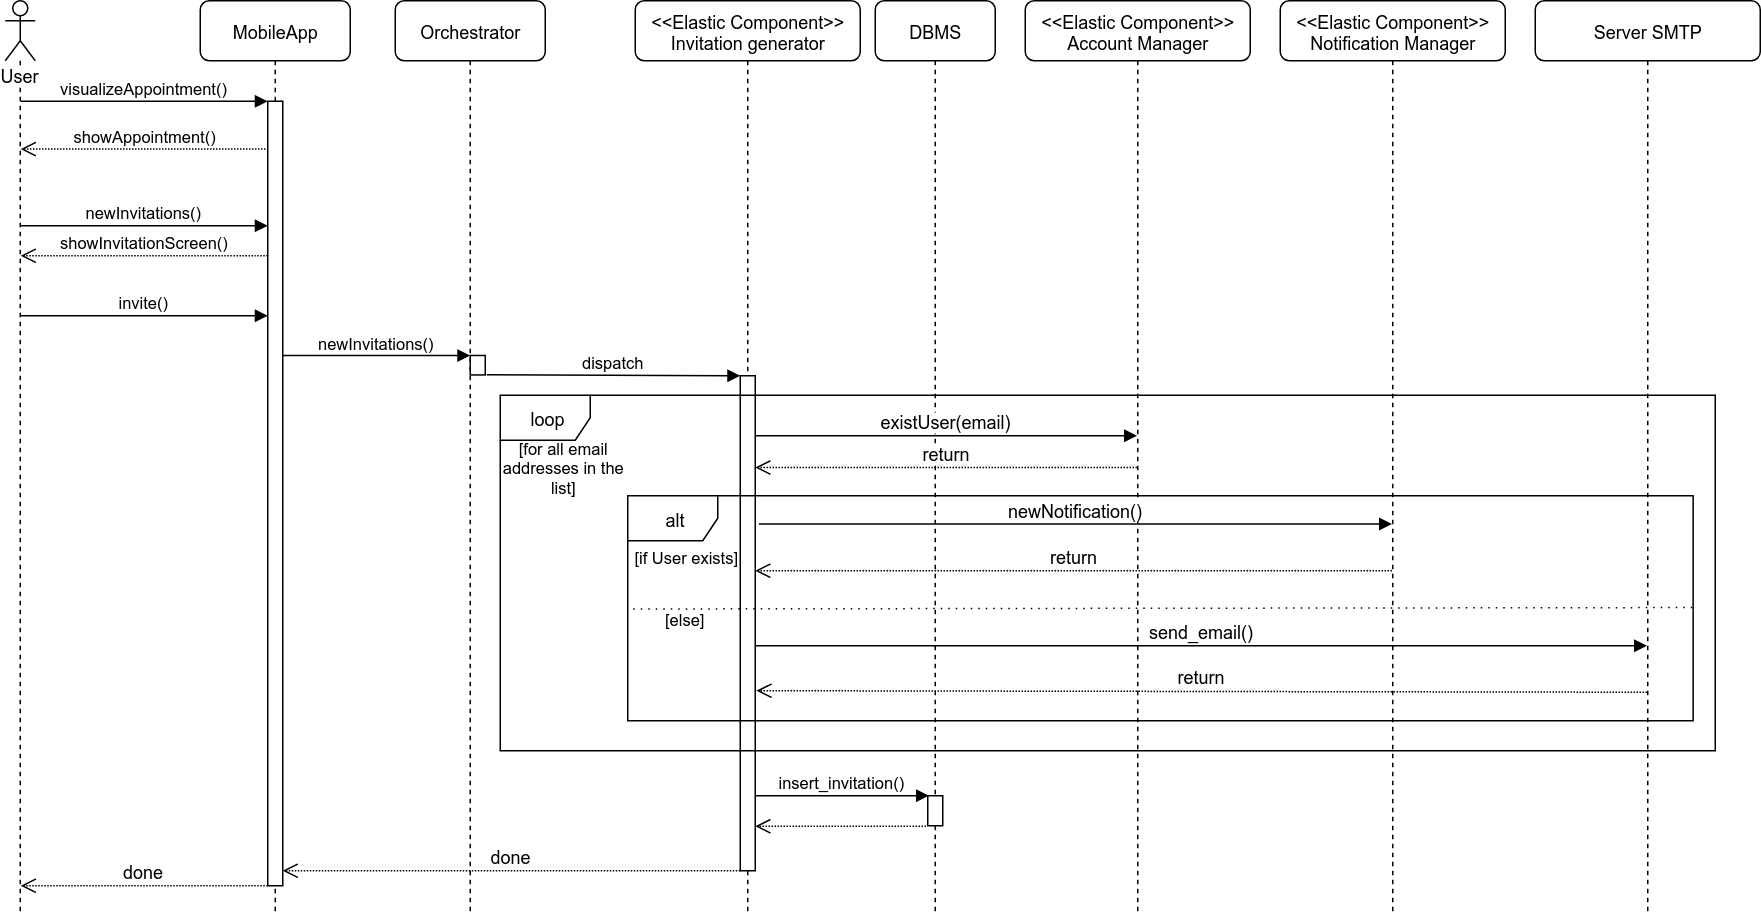 User
MobileApp
Orchestrator
<<Elastic Component>>
Invitation generator
DBMS
<<Elastic Component>>
Account Manager
<<Elastic Component>>
Notification Manager
Server SMTP
visualizeAppointment()
showAppointment()
newInvitations()
showInvitationScreen()
invite()
newInvitations()
dispatch
loop
[for all email
addresses in the
list]
existUser(email)
return
alt
[if User exists]
newNotification()
return
[else]
send_email()
return
insert_invitation()
done
done